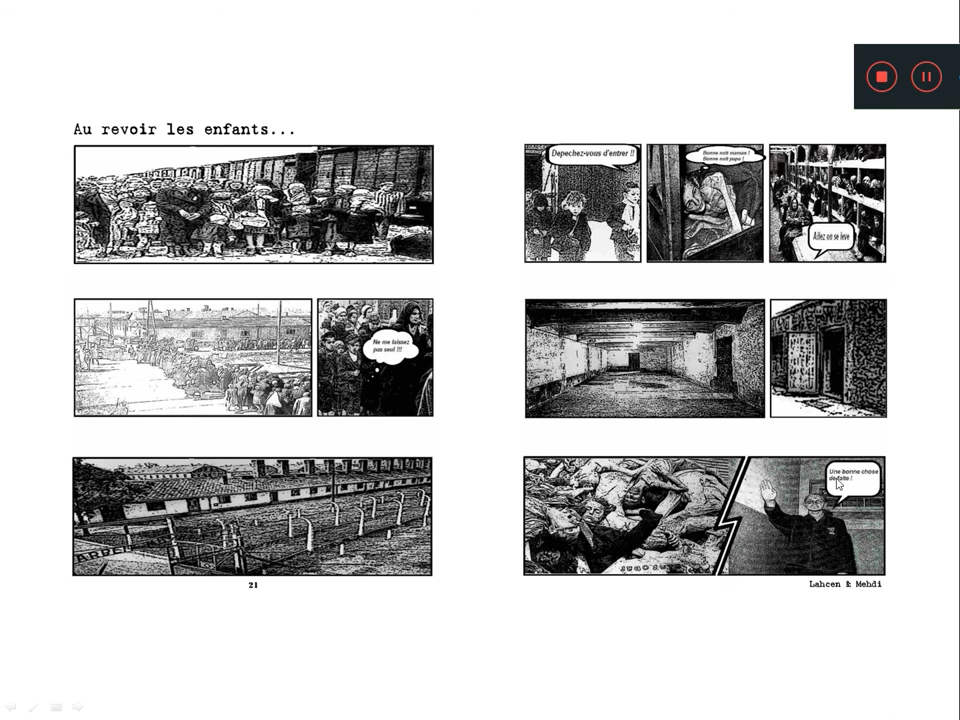 Au revoir les enfants...
Ne me laissez
pas seul !!!
21
Depechez-vous d'entrer !!
Bonne nuit maman !
Bonne nuit papa !
Allez on se leve
Une bonne chose
de faite !
Lahcen & Mehdi